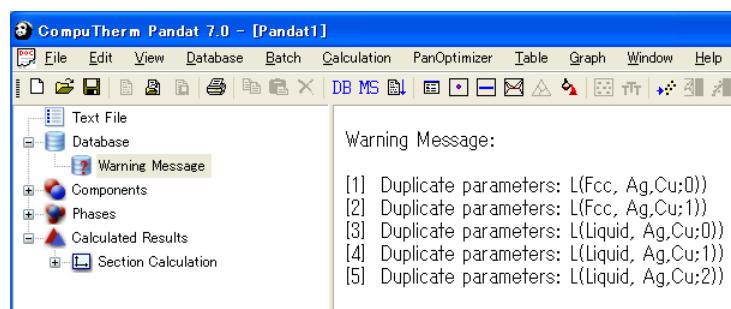 CompuTherm Pandat 7.0 - [Pandat1]
File Edit View Database Batch Calculation PanOptimizer Table Graph Window Help
DB MS
Text File
Database
Warning Message
Components
Phases
Calculated Results
Section Calculation
Warning Message:
[1] Duplicate parameters: L(Fcc, Ag,Cu;0))
[2] Duplicate parameters: L(Fcc, Ag,Cu;1))
[3] Duplicate parameters: L(Liquid, Ag,Cu;0))
[4] Duplicate parameters: L(Liquid, Ag,Cu;1))
[5] Duplicate parameters: L(Liquid, Ag,Cu;2))